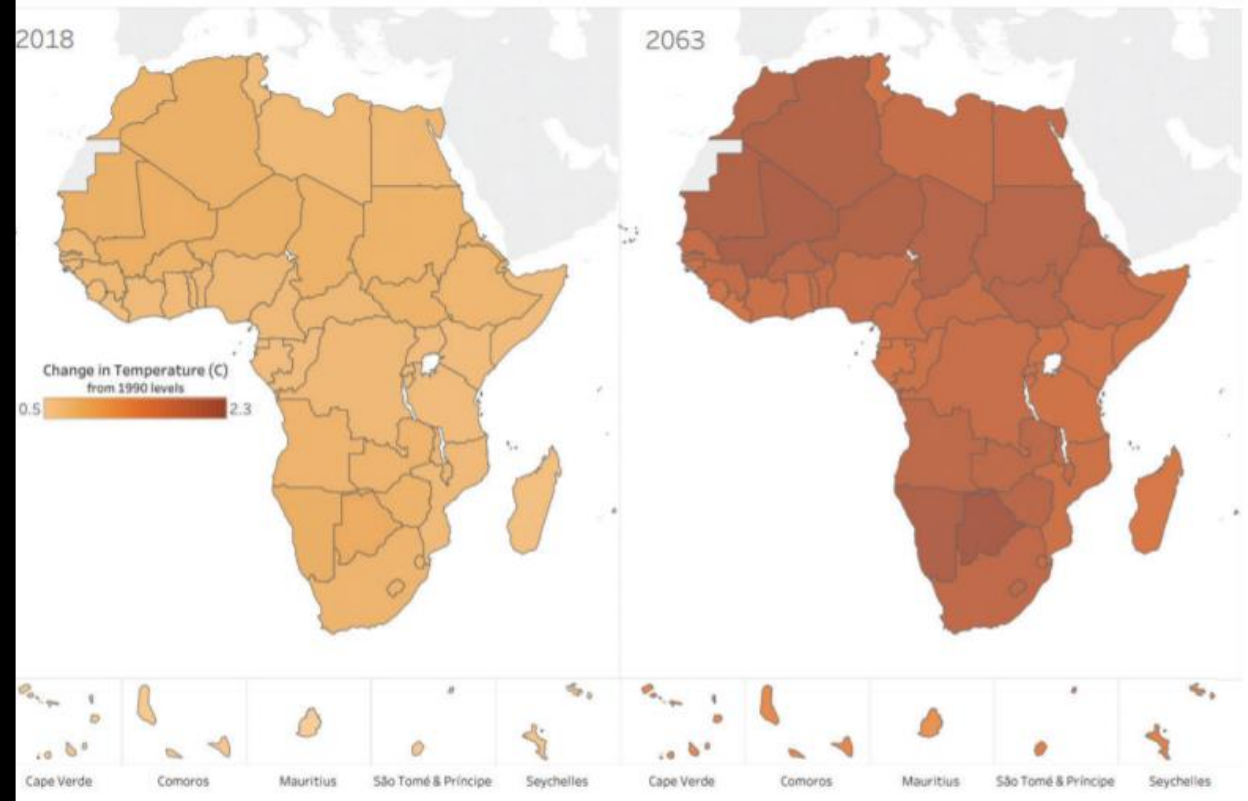 2018
2063
Change in Temperature (C)
from 1990 levels
0.5
2.3
Cape Verde
Comoros
Mauritius
São Tomé & Príncipe
Seychelles
Cape Verde
Comoros
Mauritius
São Tomé & Príncipe
Seychelles